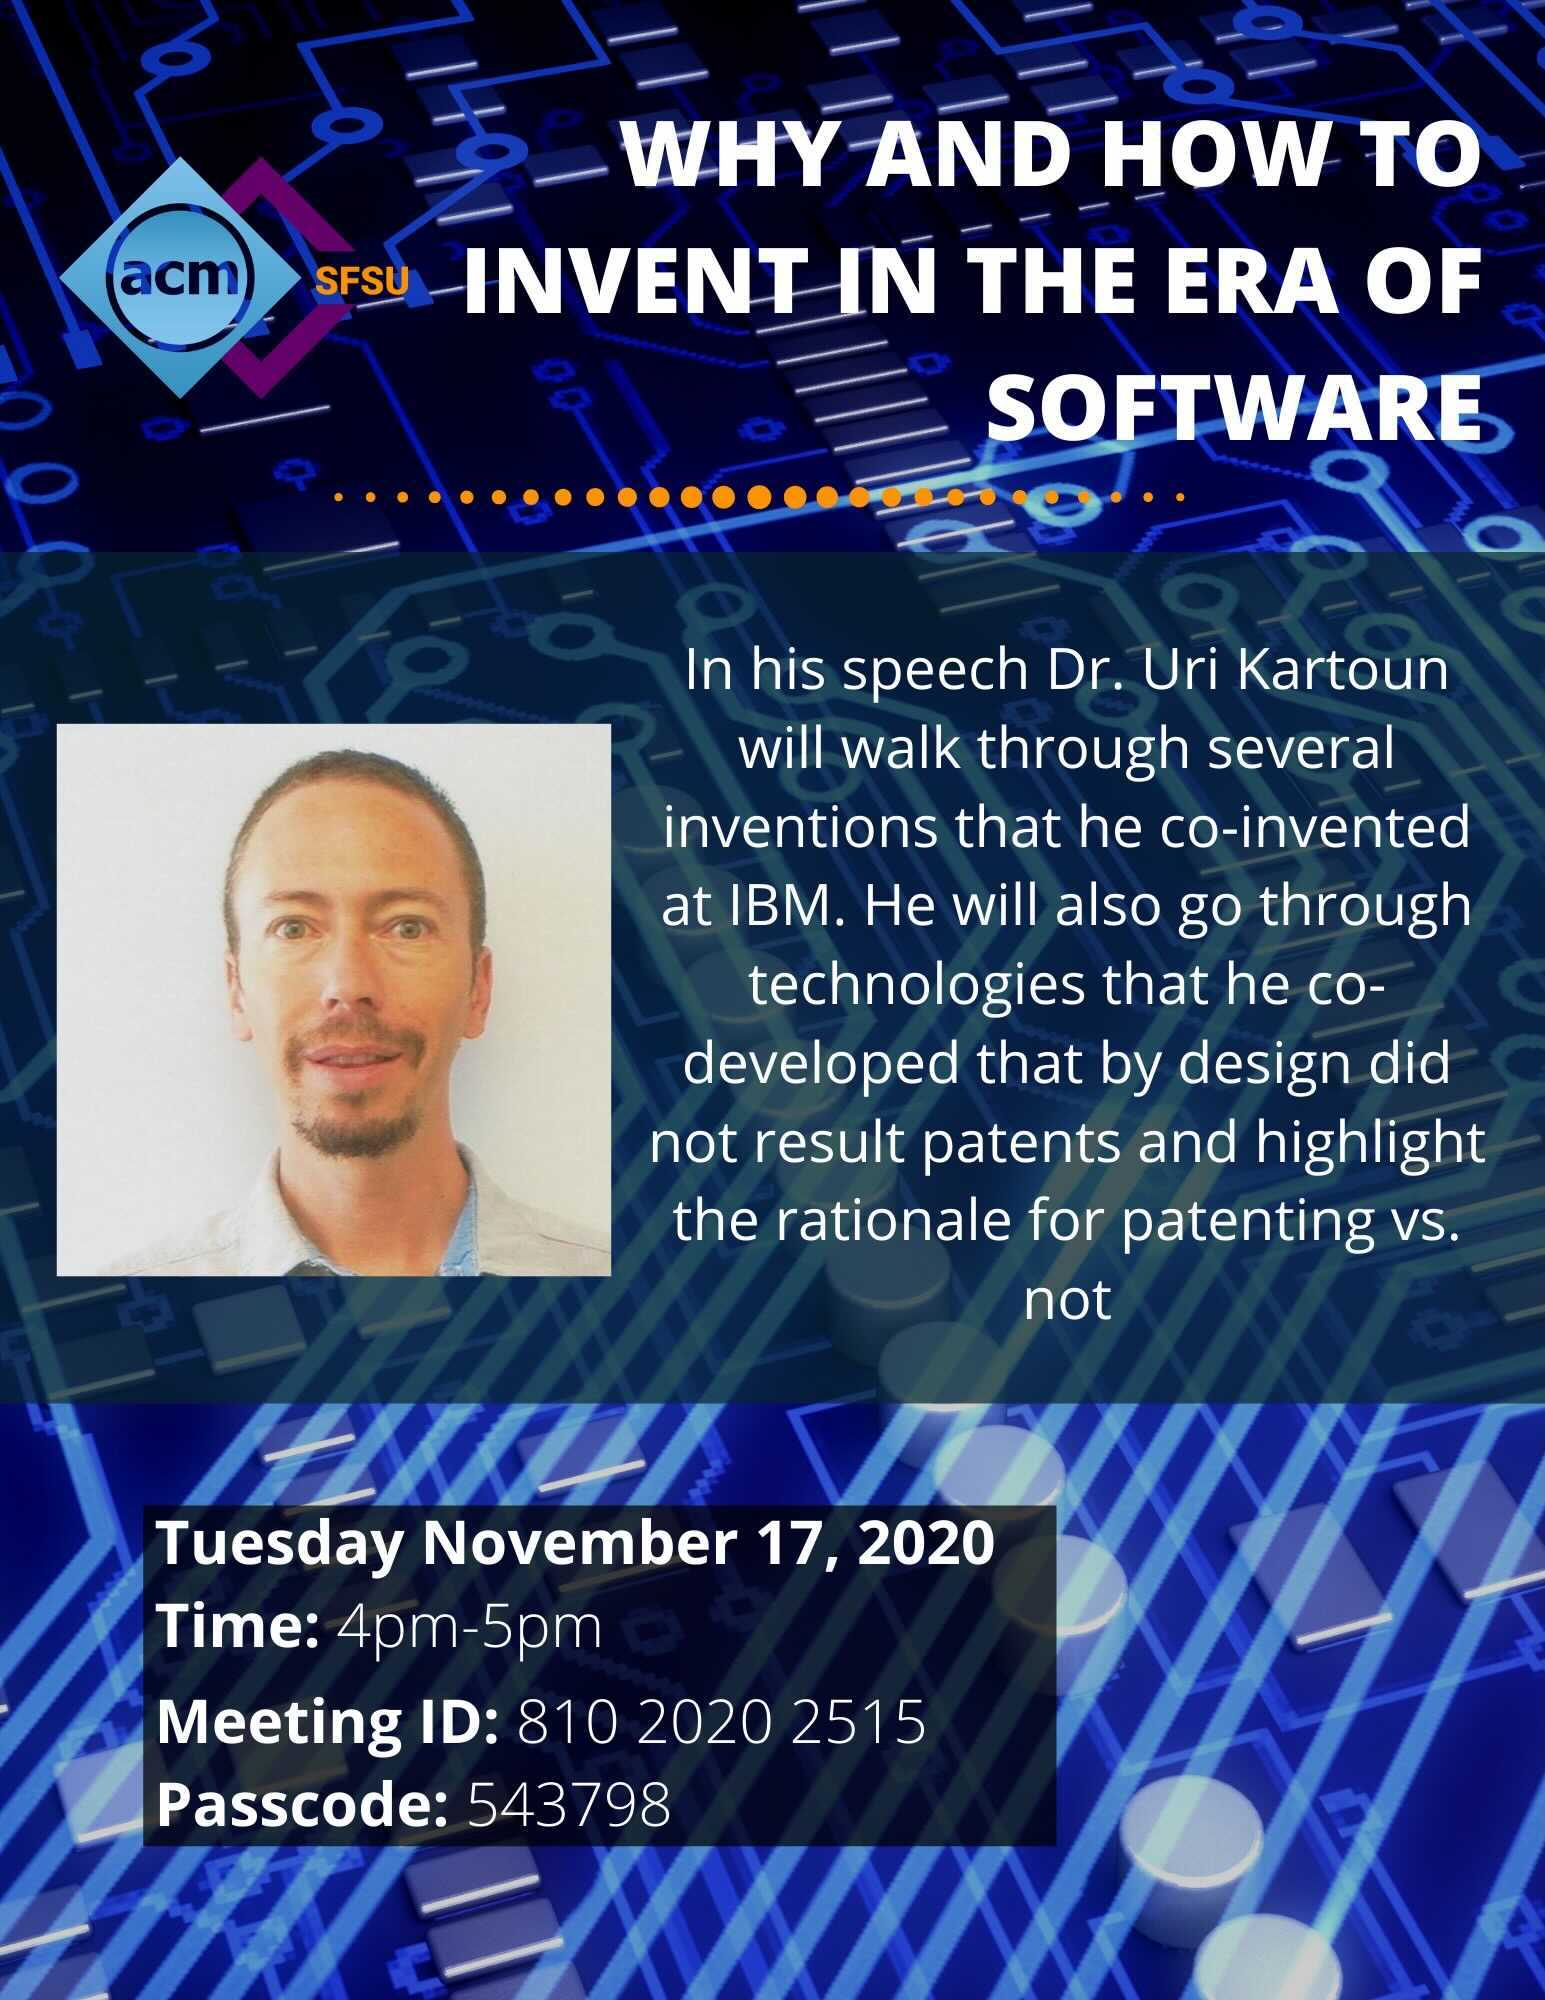 acm
SFSU
WHY AND HOW TO
INVENT IN THE ERA OF
SOFTWARE
In his speech Dr. Uri Kartoun
will walk through several
inventions that he co-invented
at IBM. He will also go through
technologies that he co-
developed that by design did
not result patents and highlight
the rationale for patenting vs.
not
Tuesday November 17, 2020
Time: 4pm-5pm
Meeting ID: 810 2020 2515
Passcode: 543798